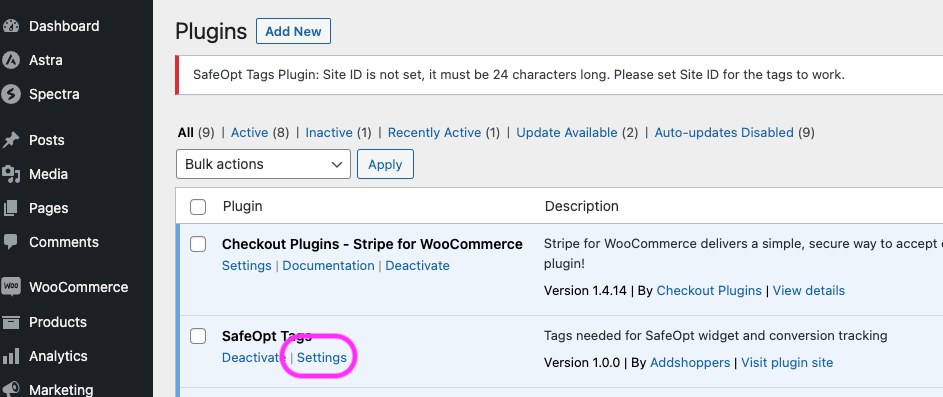 Dashboard
Astra
Spectra
Posts
Media
Pages
Comments
WooCommerce
Products
Analytics
Marketing
Plugins Add New
SafeOpt Tags Plugin: Site ID is not set, it must be 24 characters long. Please set Site ID for the tags to work.
All (9) | Active (8) | Inactive (1) | Recently Active (1) | Update Available (2) | Auto-updates Disabled (9)
Bulk actions Apply
Plugin Description
Checkout Plugins - Stripe for WooCommerce
Settings | Documentation | Deactivate
Stripe for WooCommerce delivers a simple, secure way to accept
plugin!
Version 1.4.14 | By Checkout Plugins | View details
SafeOpt Tags
Deactivate | Settings
Tags needed for SafeOpt widget and conversion tracking
Version 1.0.0 | By Addshoppers | Visit plugin site